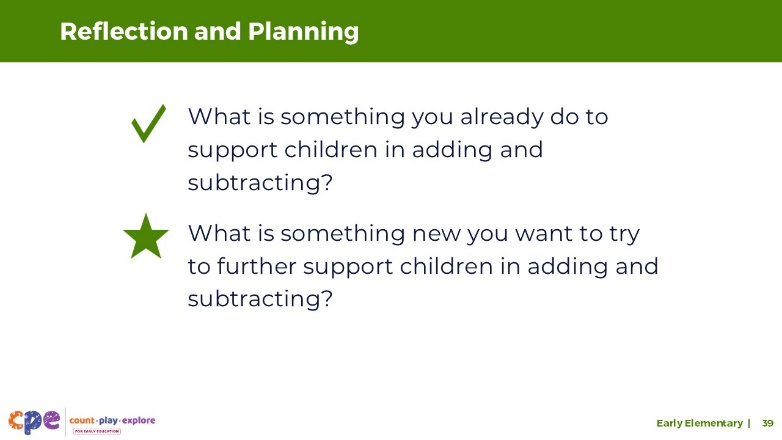 Reflection and Planning
What is something you already do to
support children in adding and
subtracting?
What is something new you want to try
to further support children in adding and
subtracting?
cpe
count·play·explore
FOR EARLY EDUCATION
Early Elementary | 39